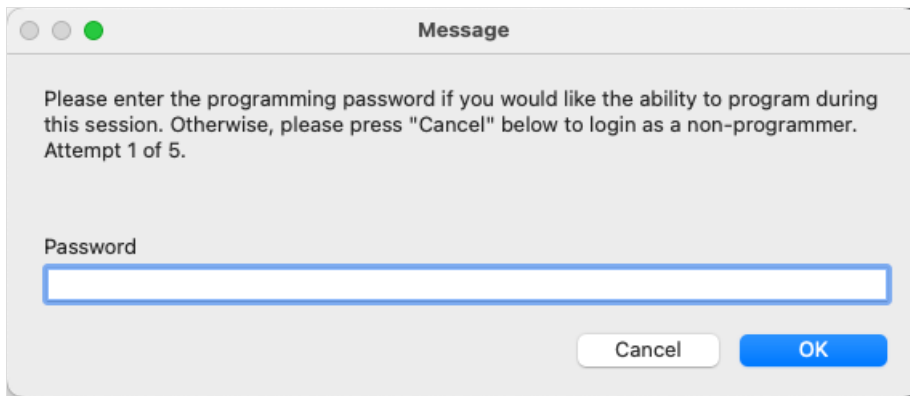 Message
Please enter the programming password if you would like the ability to program during
this session. Otherwise, please press "Cancel" below to login as a non-programmer.
Attempt 1 of 5.
Password
Cancel OK